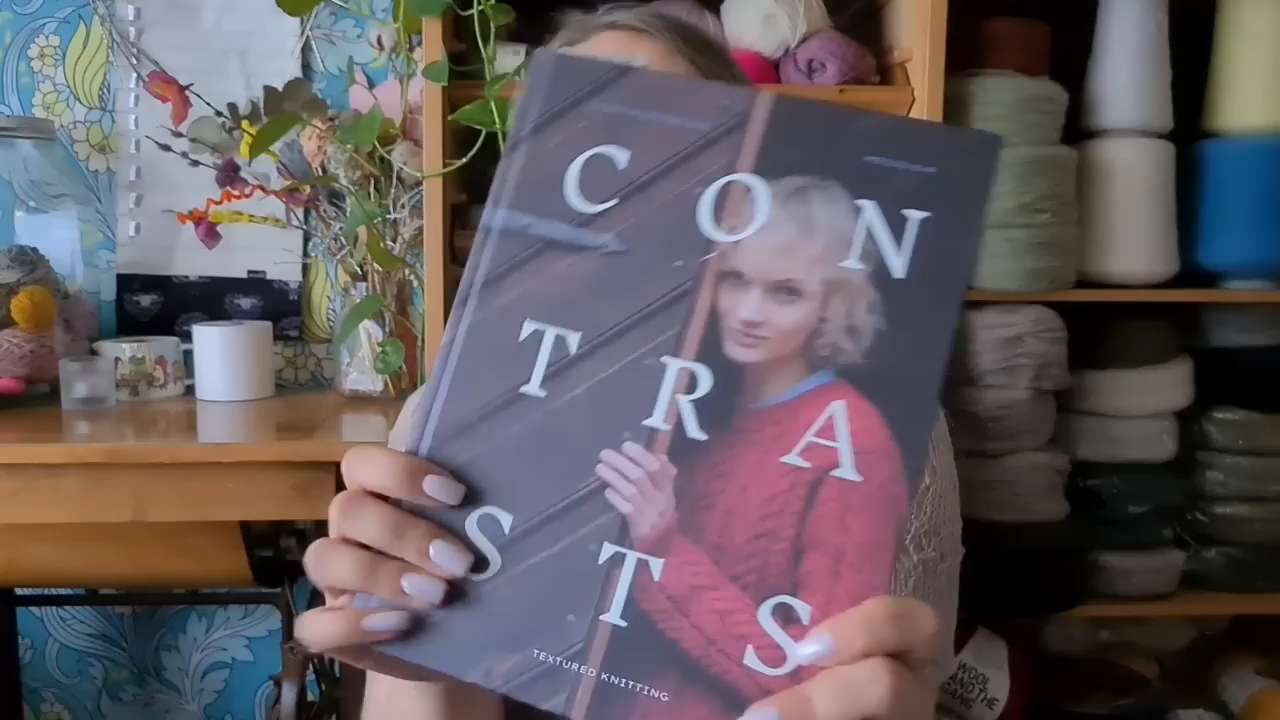 CON
TRA
STS
TEXTURED KNITTING
WOOL
AND THE
GANG